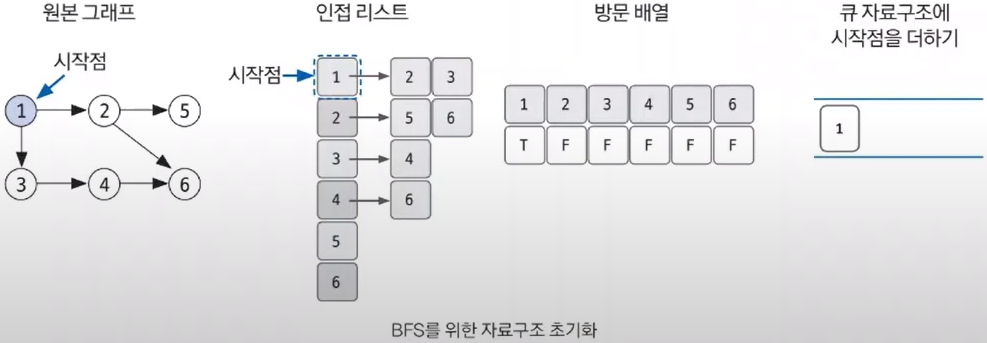 원본 그래프
시작점
1 2 5
3 4 6
인접 리스트
시작점
1 2 3
2 5 6
3 4
4 6
5
6
방문 배열
1 2 3 4 5 6
T F F F F F
큐 자료구조에
시작점을 더하기
1
BFS를 위한 자료구조 초기화